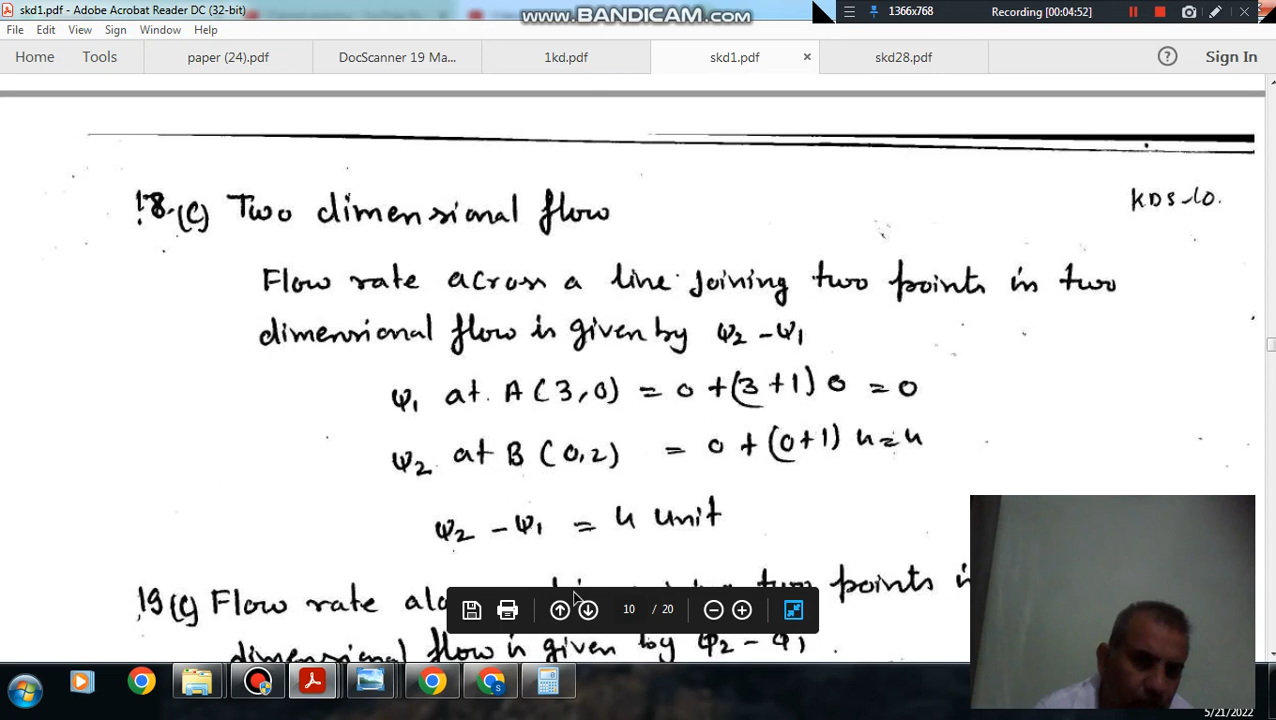 skd1.pdf - Adobe Acrobat Reader DC (32-bit)
www.BANDICAM.com
1366x768
Recording [00:04:52]
File Edit View Sign Window Help
Home Tools paper (24).pdf DocScanner 19 Ma... 1kd.pdf skd1.pdf × skd28.pdf ? Sign In
KDS-10.
18.(c) Two dimensional flow
Flow rate across a line joining two points in two
dimensional flow is given by ψ2 - ψ1
ψ1 at A (3,0) = 0 + (3+1) 0 = 0
ψ2 at B (0,2) = 0 + (0+1) 4 = 4
ψ2 - ψ1 = 4 unit
19 (c) Flow rate two points
dimensional flow is given by φ2 - φ1.
10 / 20
5/21/2022